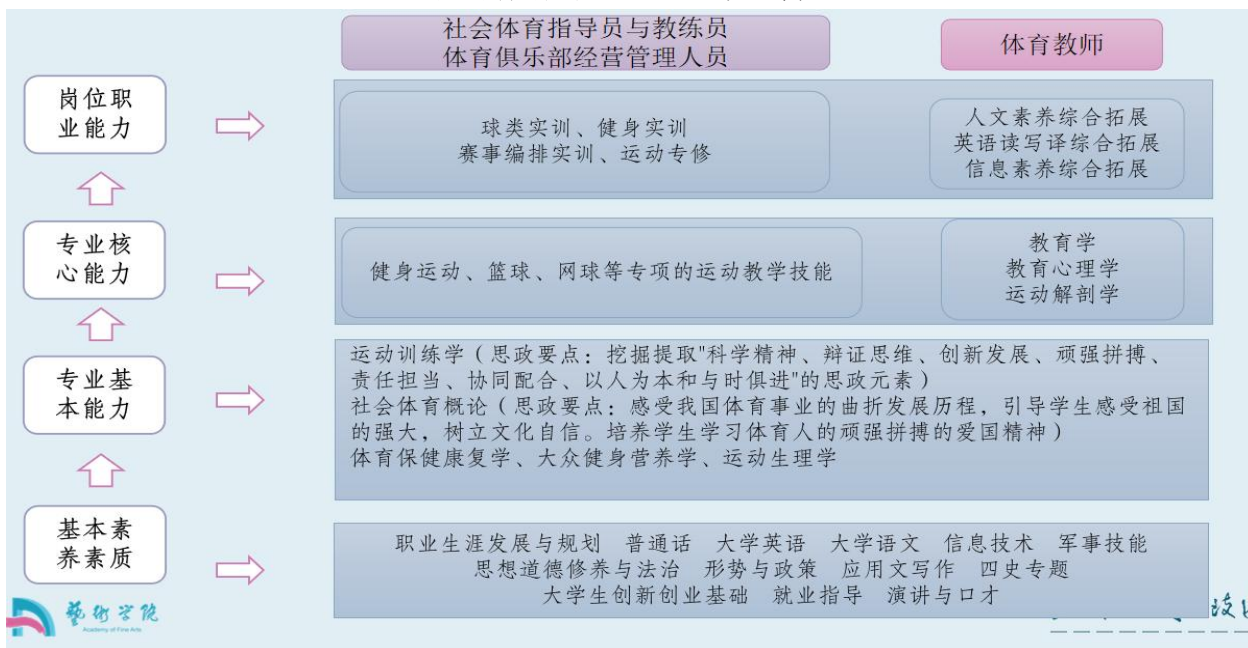 社会体育指导员与教练员
体育俱乐部经营管理人员
体育教师
岗位职
业能力
球类实训、健身实训
赛事编排实训、运动专修
人文素养综合拓展
英语读写译综合拓展
信息素养综合拓展
专业核
心能力
健身运动、篮球、网球等专项的运动教学技能
教育学
教育心理学
运动解剖学
专业基
本能力
运动训练学（思政要点：挖掘提取"科学精神、辩证思维、创新发展、顽强拼搏、
责任担当、协同配合、以人为本和与时俱进"的思政元素）
社会体育概论（思政要点：感受我国体育事业的曲折发展历程，引导学生感受祖国
的强大，树立文化自信。培养学生学习体育人的顽强拼搏的爱国精神）
体育保健康复学、大众健身营养学、运动生理学
基本素
养素质
职业生涯发展与规划 普通话 大学英语 大学语文 信息技术 军事技能
思想道德修养与法治 形势与政策 应用文写作 四史专题
大学生创新创业基础 就业指导 演讲与口才
藝術学院
Academy of Fine Arts